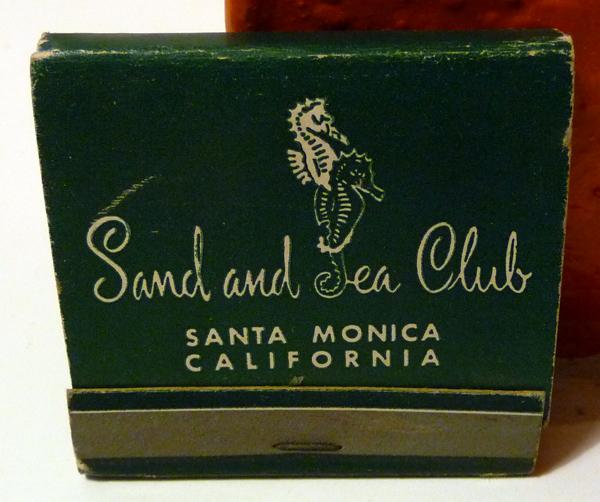 Sand and Sea Club
SANTA MONICA
CALIFORNIA